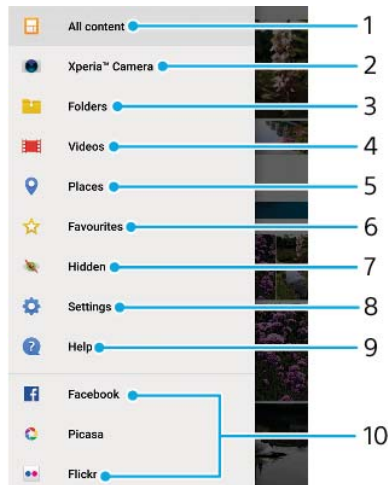 All content 1
Xperia™ Camera 2
Folders 3
Videos 4
Places 5
Favourites 6
Hidden 7
Settings 8
Help 9
Facebook
Picasa 10
Flickr